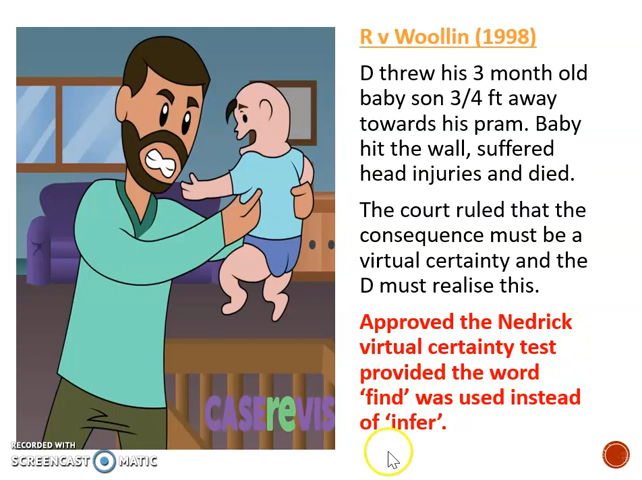 R v Woollin (1998)
D threw his 3 month old
baby son 3/4 ft away
towards his pram. Baby
hit the wall, suffered
head injuries and died.
The court ruled that the
consequence must be a
virtual certainty and the
D must realise this.
Approved the Nedrick
virtual certainty test
provided the word
‘find’ was used instead
of ‘infer’.
CASEreVIS
RECORDED WITH
SCREENCAST MATIC